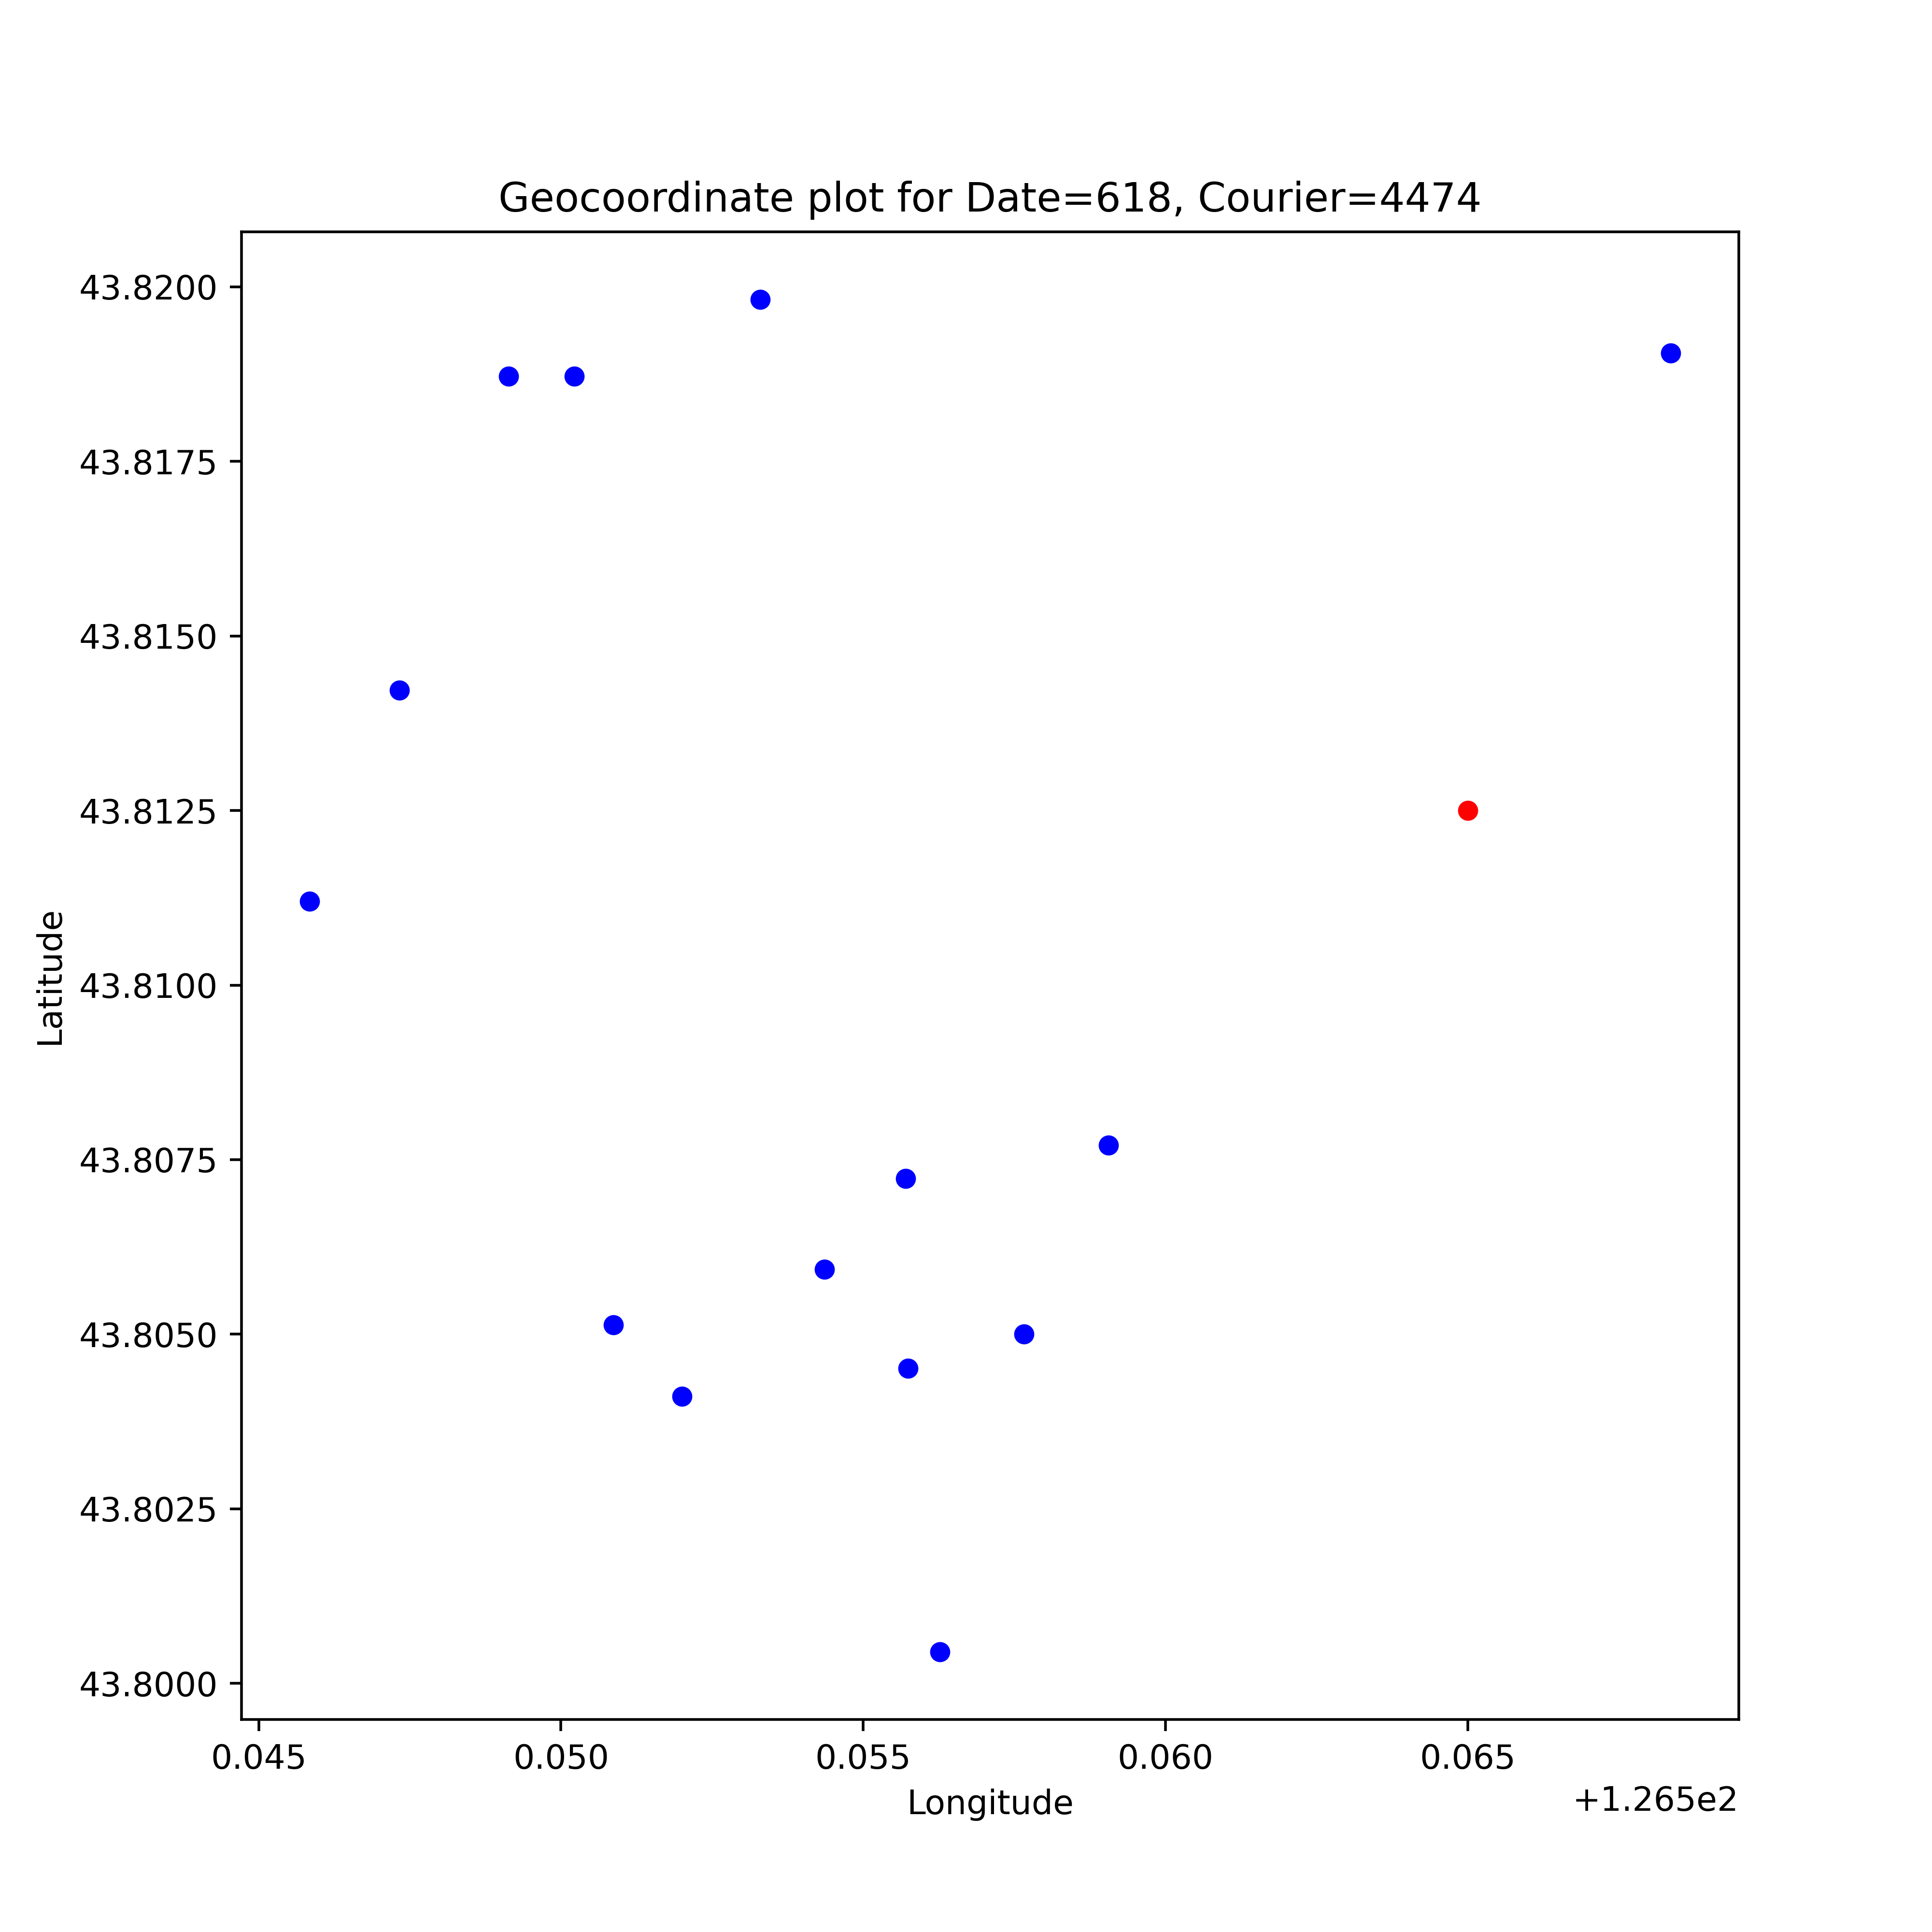 Geocoordinate plot for Date=618, Courier=4474
43.8200
43.8175
43.8150
43.8125
43.8100
43.8075
43.8050
43.8025
43.8000
Latitude
0.045 0.050 0.055 0.060 0.065
Longitude
+1.265e2